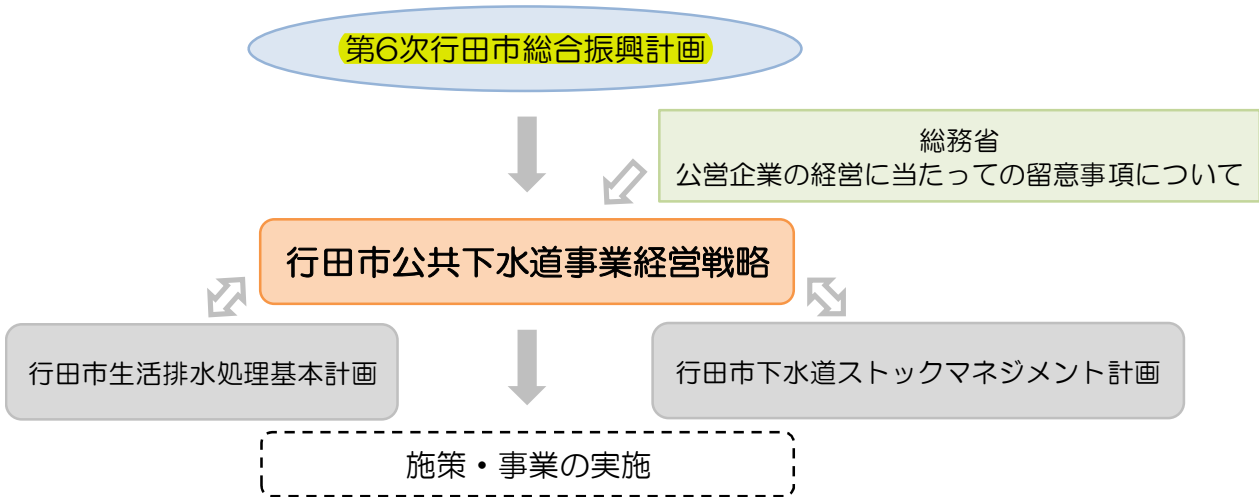 第6次行田市総合振興計画
総務省
公営企業の経営に当たっての留意事項について
行田市公共下水道事業経営戦略
行田市生活排水処理基本計画
行田市下水道ストックマネジメント計画
施策・事業の実施